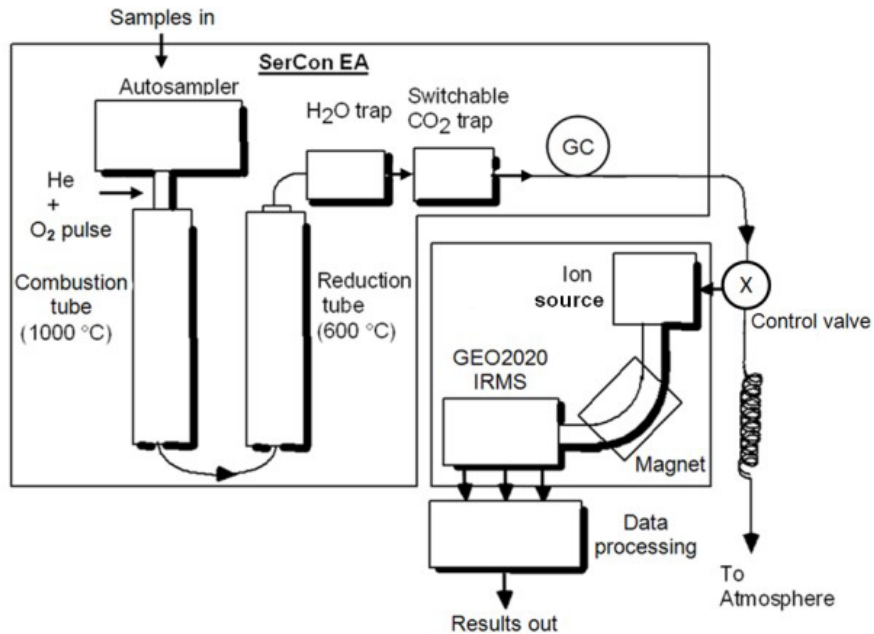 Samples in
SerCon EA
Autosampler
H2O trap
Switchable
CO2 trap
GC
He
+
O2 pulse
Combustion
tube
(1000 °C)
Reduction
tube
(600 °C)
Ion
source
X
Control valve
GEO2020
IRMS
Magnet
Data
processing
To
Atmosphere
Results out